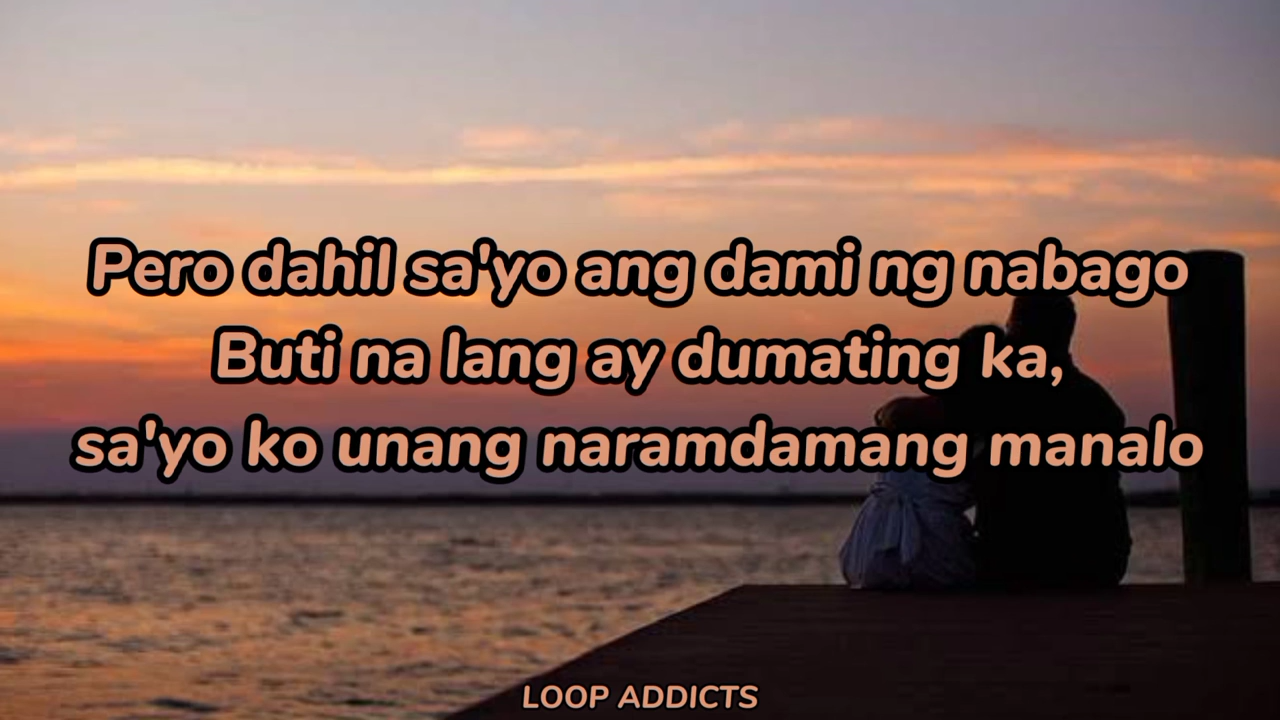 Pero dahil sa'yo ang dami ng nabago
Buti na lang ay dumating ka,
sa'yo ko unang naramdamang manalo
LOOP ADDICTS